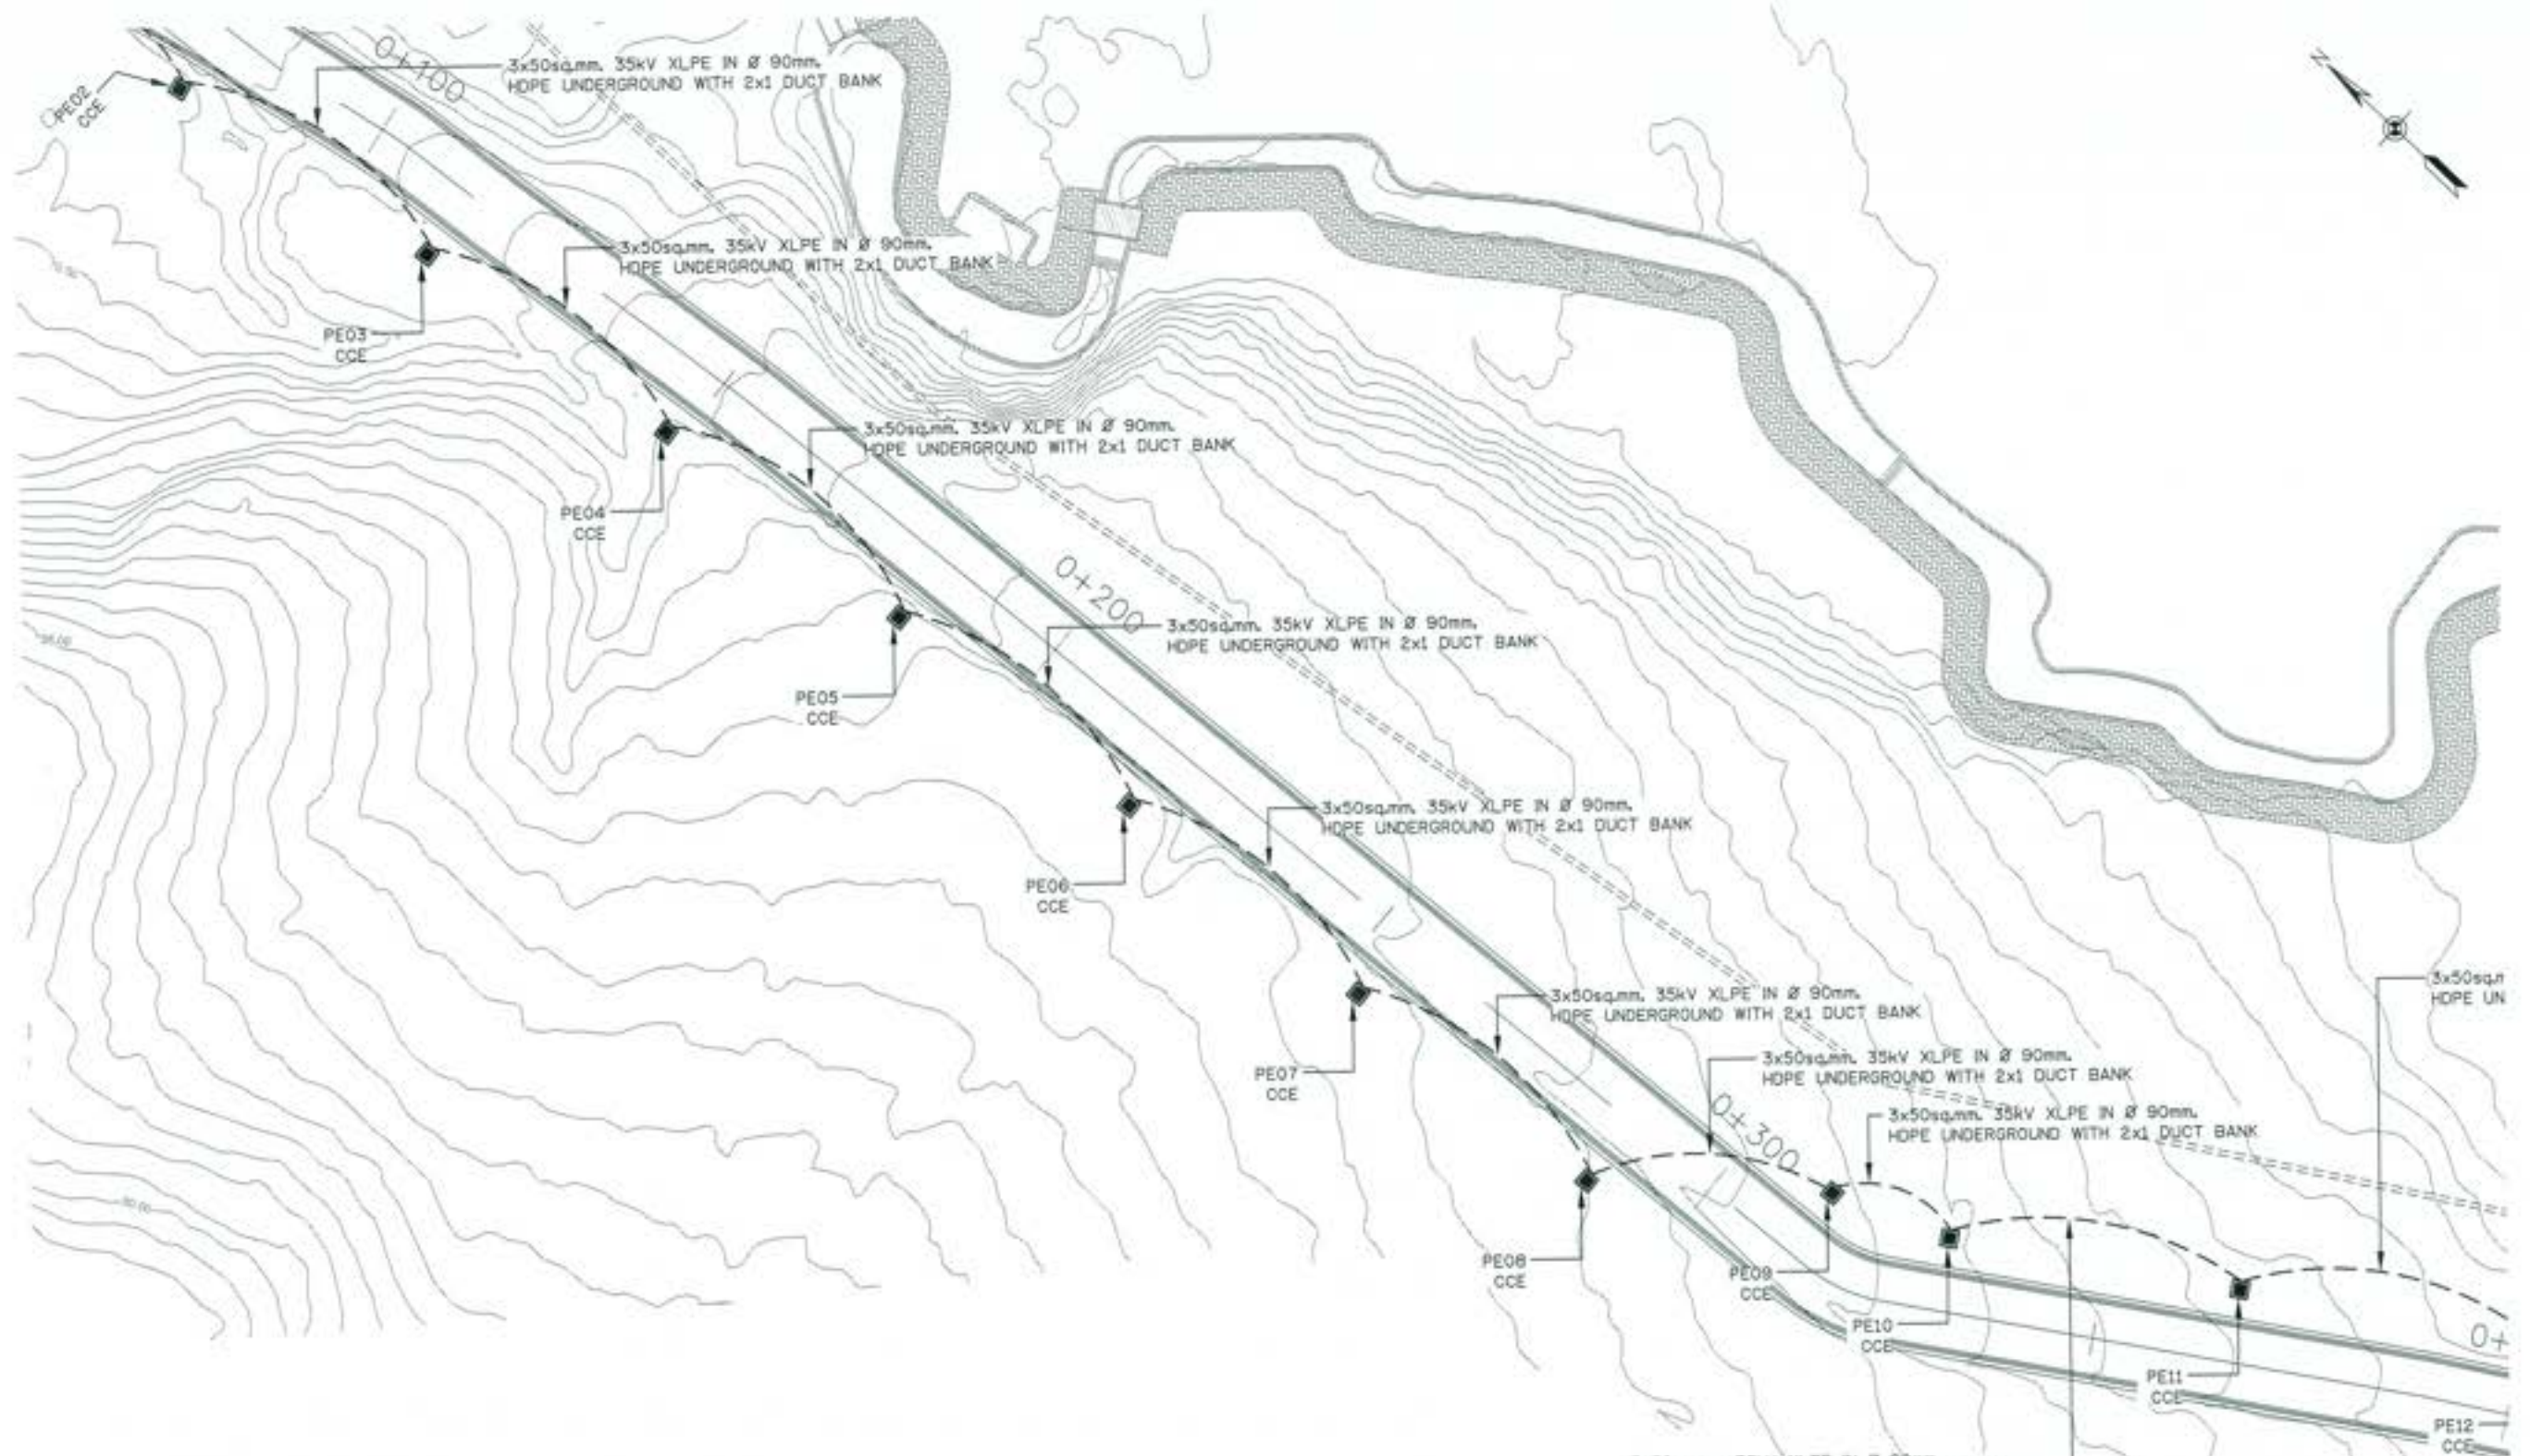 0+100
3x50sq.mm. 35kV XLPE IN Ø 90mm.
HDPE UNDERGROUND WITH 2x1 DUCT BANK
PE02
CCE
N
3x50sq.mm. 35kV XLPE IN Ø 90mm.
HDPE UNDERGROUND WITH 2x1 DUCT BANK
PE03
CCE
3x50sq.mm. 35kV XLPE IN Ø 90mm.
HDPE UNDERGROUND WITH 2x1 DUCT BANK
PE04
CCE
0+200
3x50sq.mm. 35kV XLPE IN Ø 90mm.
HDPE UNDERGROUND WITH 2x1 DUCT BANK
PE05
CCE
3x50sq.mm. 35kV XLPE IN Ø 90mm.
HDPE UNDERGROUND WITH 2x1 DUCT BANK
PE06
CCE
3x50sq.m
HDPE UN
3x50sq.mm. 35kV XLPE IN Ø 90mm.
HDPE UNDERGROUND WITH 2x1 DUCT BANK
PE07
CCE
3x50sq.mm. 35kV XLPE IN Ø 90mm.
HDPE UNDERGROUND WITH 2x1 DUCT BANK
0+300
3x50sq.mm. 35kV XLPE IN Ø 90mm.
HDPE UNDERGROUND WITH 2x1 DUCT BANK
PE08
CCE
PE09
CCE
PE10
CCE
0+
PE11
CCE
PE12
CCE